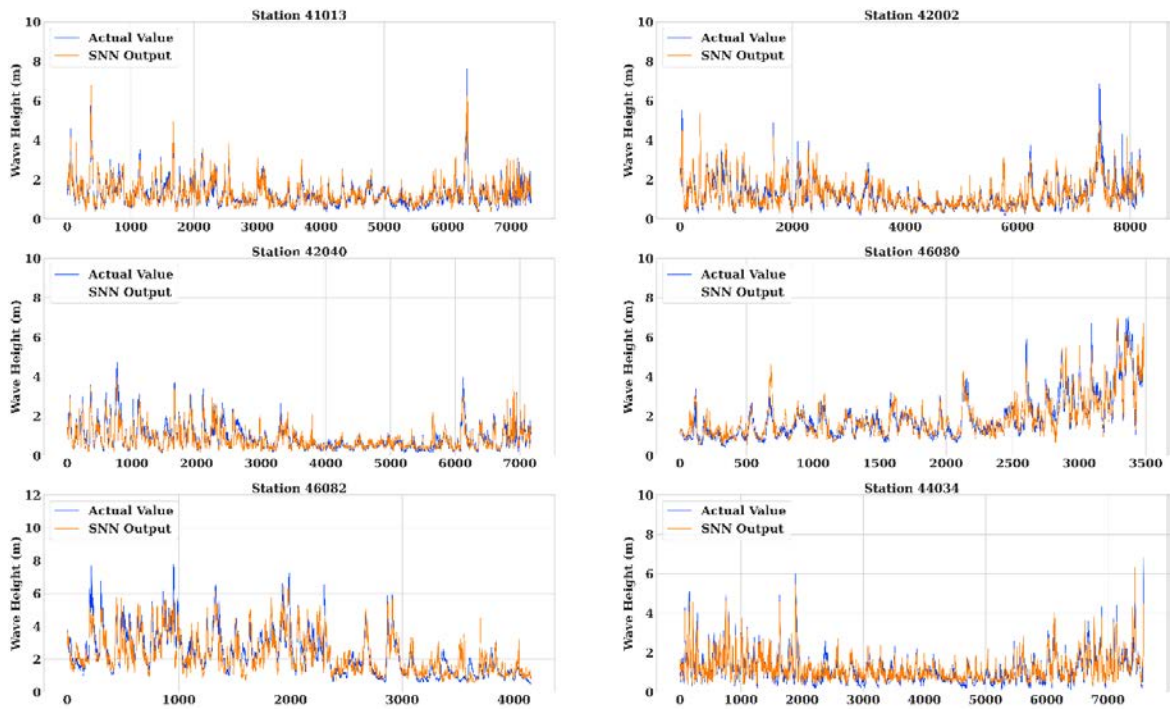 Station 41013
10
8
6
4
2
0
Wave Height (m)
Actual Value
SNN Output
0 1000 2000 3000 4000 5000 6000 7000
Station 42002
10
8
6
4
2
0
Wave Height (m)
Actual Value
SNN Output
0 2000 4000 6000 8000
Station 42040
10
8
6
4
2
0
Wave Height (m)
Actual Value
SNN Output
0 1000 2000 3000 4000 5000 6000 7000
Station 46080
10
8
6
4
2
0
Wave Height (m)
Actual Value
SNN Output
0 500 1000 1500 2000 2500 3000 3500
Station 46082
12
10
8
6
4
2
0
Wave Height (m)
Actual Value
SNN Output
0 1000 2000 3000 4000
Station 44034
10
8
6
4
2
0
Wave Height (m)
Actual Value
SNN Output
0 1000 2000 3000 4000 5000 6000 7000